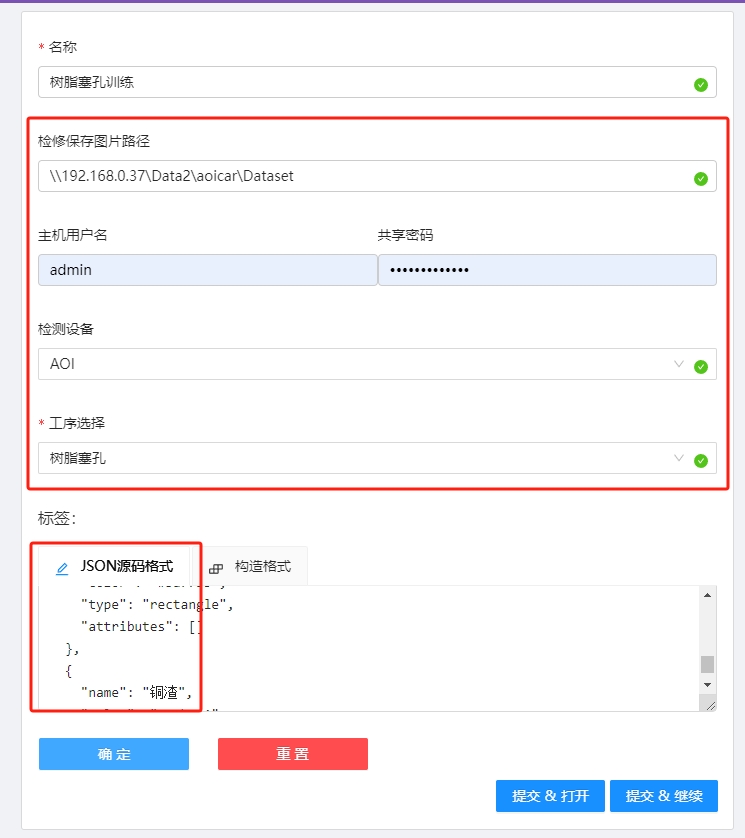 * 名称
树脂塞孔训练
检修保存图片路径
\\192.168.0.37\Data2\aoicar\Dataset
主机用户名 共享密码
admin •••••••••••••
检测设备
AOI
* 工序选择
树脂塞孔
标签:
JSON源码格式 构造格式
"type": "rectangle",
"attributes": []
},
{
"name": "铜渣",
确 定 重 置
提交 & 打开 提交 & 继续